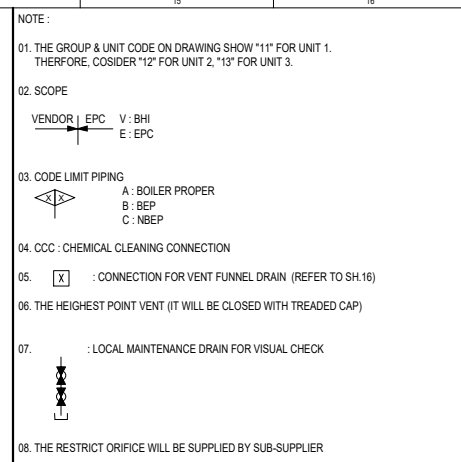 15
16
NOTE :
01. THE GROUP & UNIT CODE ON DRAWING SHOW "11" FOR UNIT 1.
THERFORE, COSIDER "12" FOR UNIT 2, "13" FOR UNIT 3.
02. SCOPE
VENDOR EPC V : BHI
E : EPC
03. CODE LIMIT PIPING
X X A : BOILER PROPER
B : BEP
C : NBEP
04. CCC : CHEMICAL CLEANING CONNECTION
05. X : CONNECTION FOR VENT FUNNEL DRAIN (REFER TO SH.16)
06. THE HEIGHEST POINT VENT (IT WILL BE CLOSED WITH TREADED CAP)
07. : LOCAL MAINTENANCE DRAIN FOR VISUAL CHECK
08. THE RESTRICT ORIFICE WILL BE SUPPLIED BY SUB-SUPPLIER